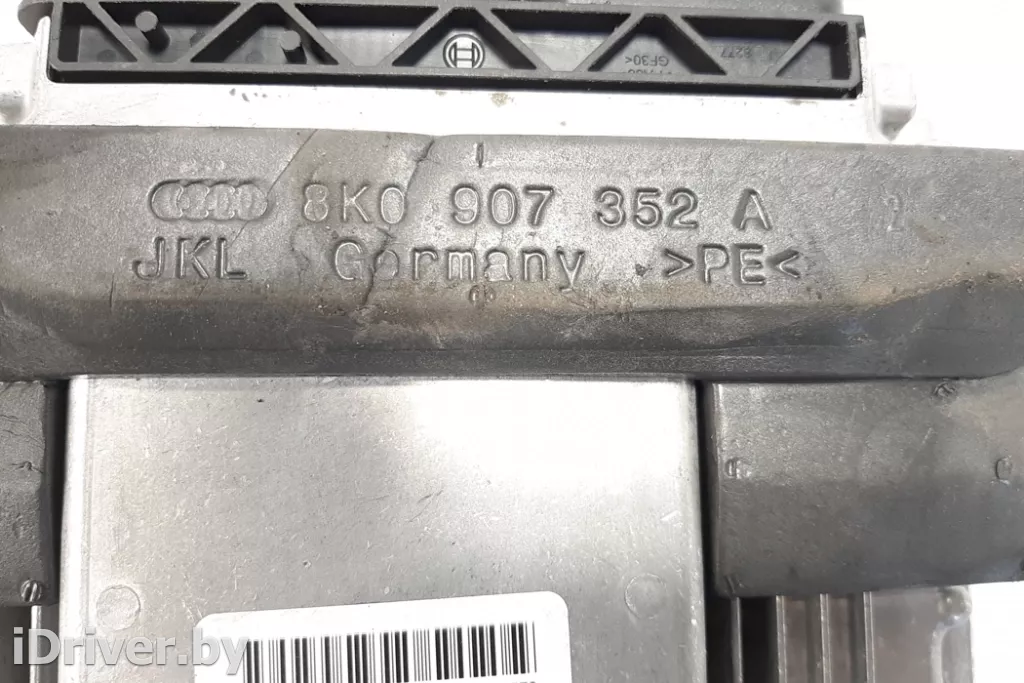 GF30<
8K0 907 352 A
JKL Germany >PE<
iDriver.by